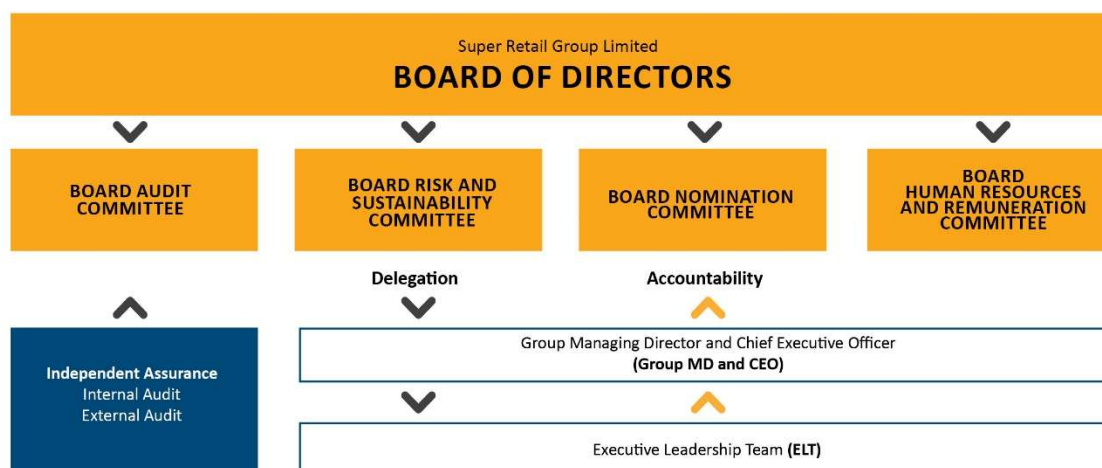 Super Retail Group Limited
BOARD OF DIRECTORS
BOARD AUDIT
COMMITTEE
BOARD RISK AND
SUSTAINABILITY
COMMITTEE
BOARD NOMINATION
COMMITTEE
BOARD
HUMAN RESOURCES
AND REMUNERATION
COMMITTEE
Delegation
Accountability
Independent Assurance
Internal Audit
External Audit
Group Managing Director and Chief Executive Officer
(Group MD and CEO)
Executive Leadership Team (ELT)